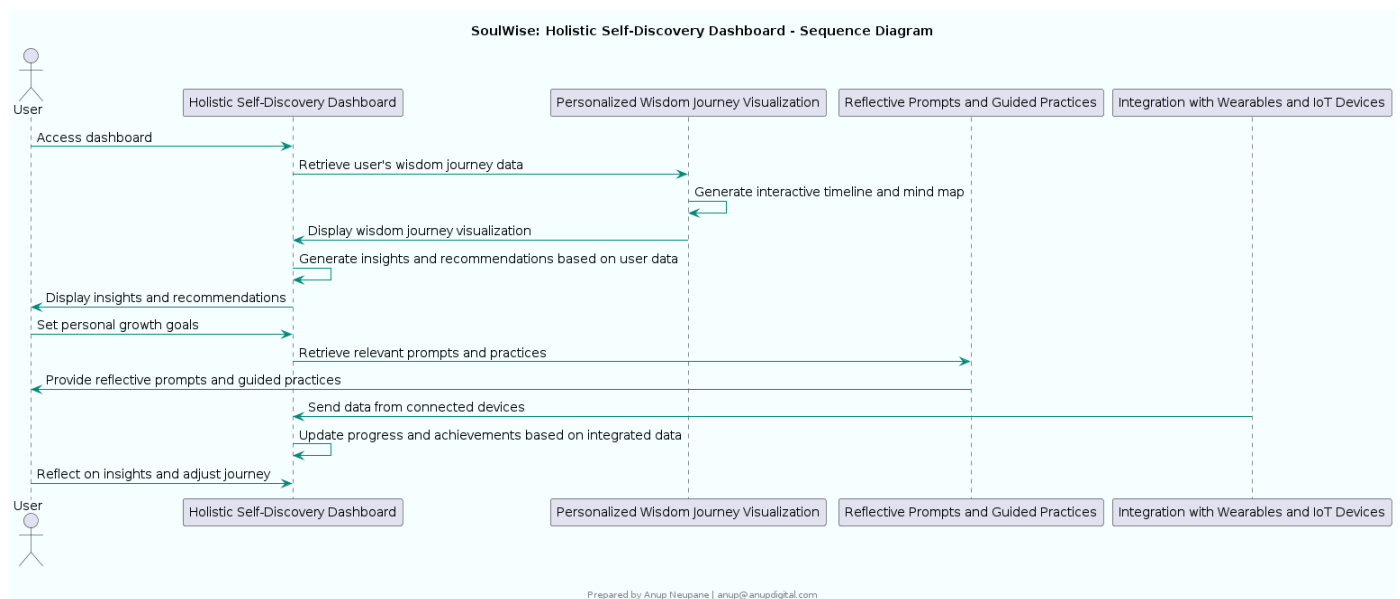 SoulWise: Holistic Self-Discovery Dashboard - Sequence Diagram
User
Holistic Self-Discovery Dashboard
Personalized Wisdom Journey Visualization
Reflective Prompts and Guided Practices
Integration with Wearables and IoT Devices
Access dashboard
Retrieve user's wisdom journey data
Generate interactive timeline and mind map
Display wisdom journey visualization
Generate insights and recommendations based on user data
Display insights and recommendations
Set personal growth goals
Retrieve relevant prompts and practices
Provide reflective prompts and guided practices
Send data from connected devices
Update progress and achievements based on integrated data
Reflect on insights and adjust journey
User
Holistic Self-Discovery Dashboard
Personalized Wisdom Journey Visualization
Reflective Prompts and Guided Practices
Integration with Wearables and IoT Devices
Prepared by Anup Neupane | anup@anupdigital.com